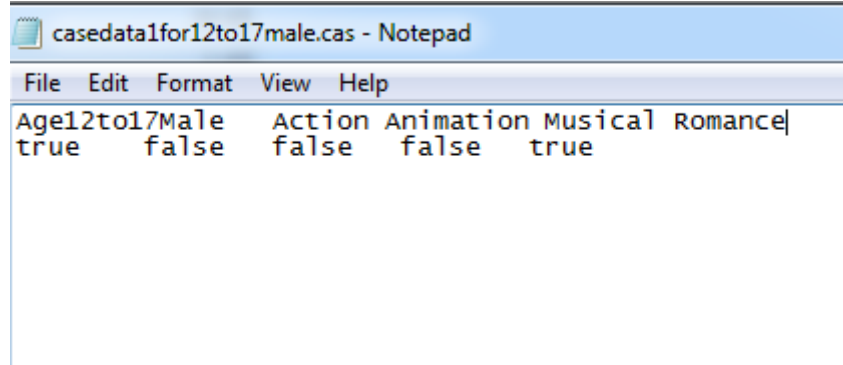 casedata1for12to17male.cas - Notepad
File Edit Format View Help
Age12to17Male Action Animation Musical Romance
true false false false true